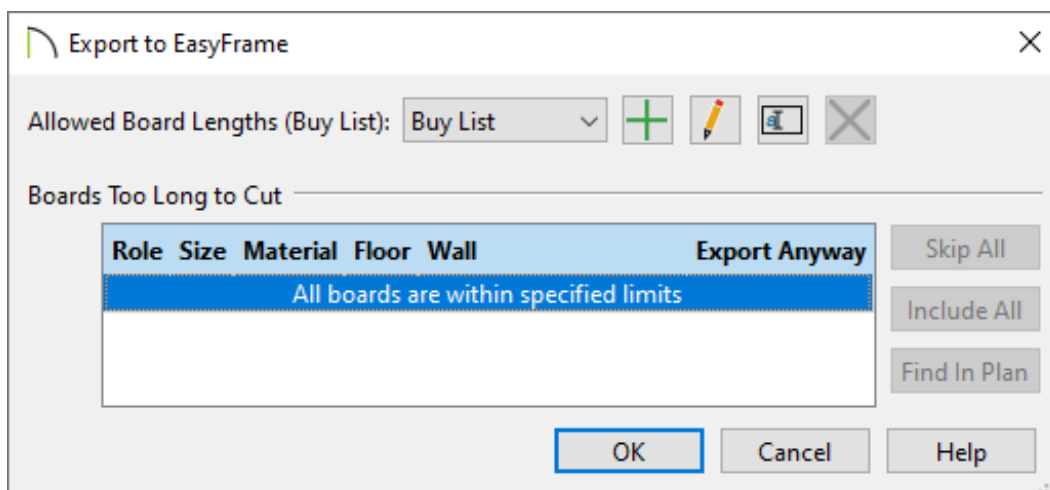 Export to EasyFrame
Allowed Board Lengths (Buy List): Buy List
Boards Too Long to Cut
Role Size Material Floor Wall Export Anyway
All boards are within specified limits
Skip All
Include All
Find In Plan
OK Cancel Help